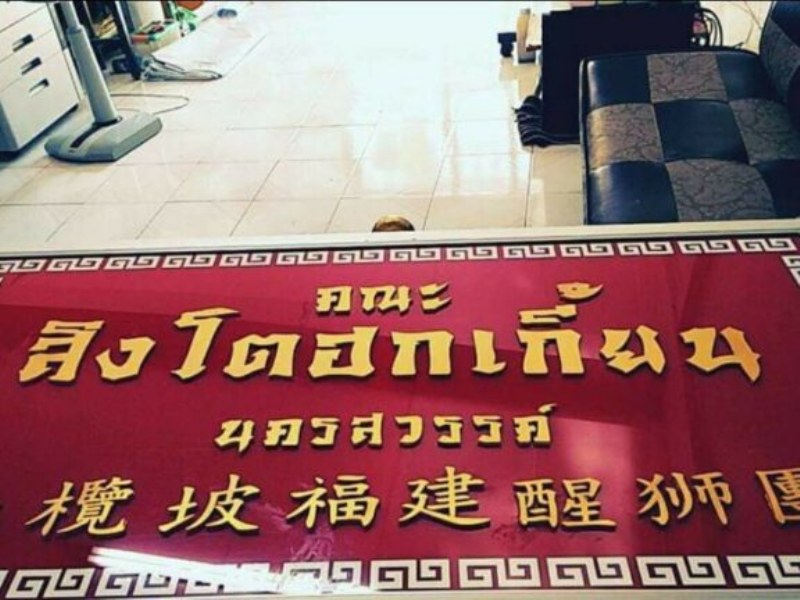 คณะ
สิงโตฮกเกี้ยน
นครสวรรค์
欖坡福建醒狮團